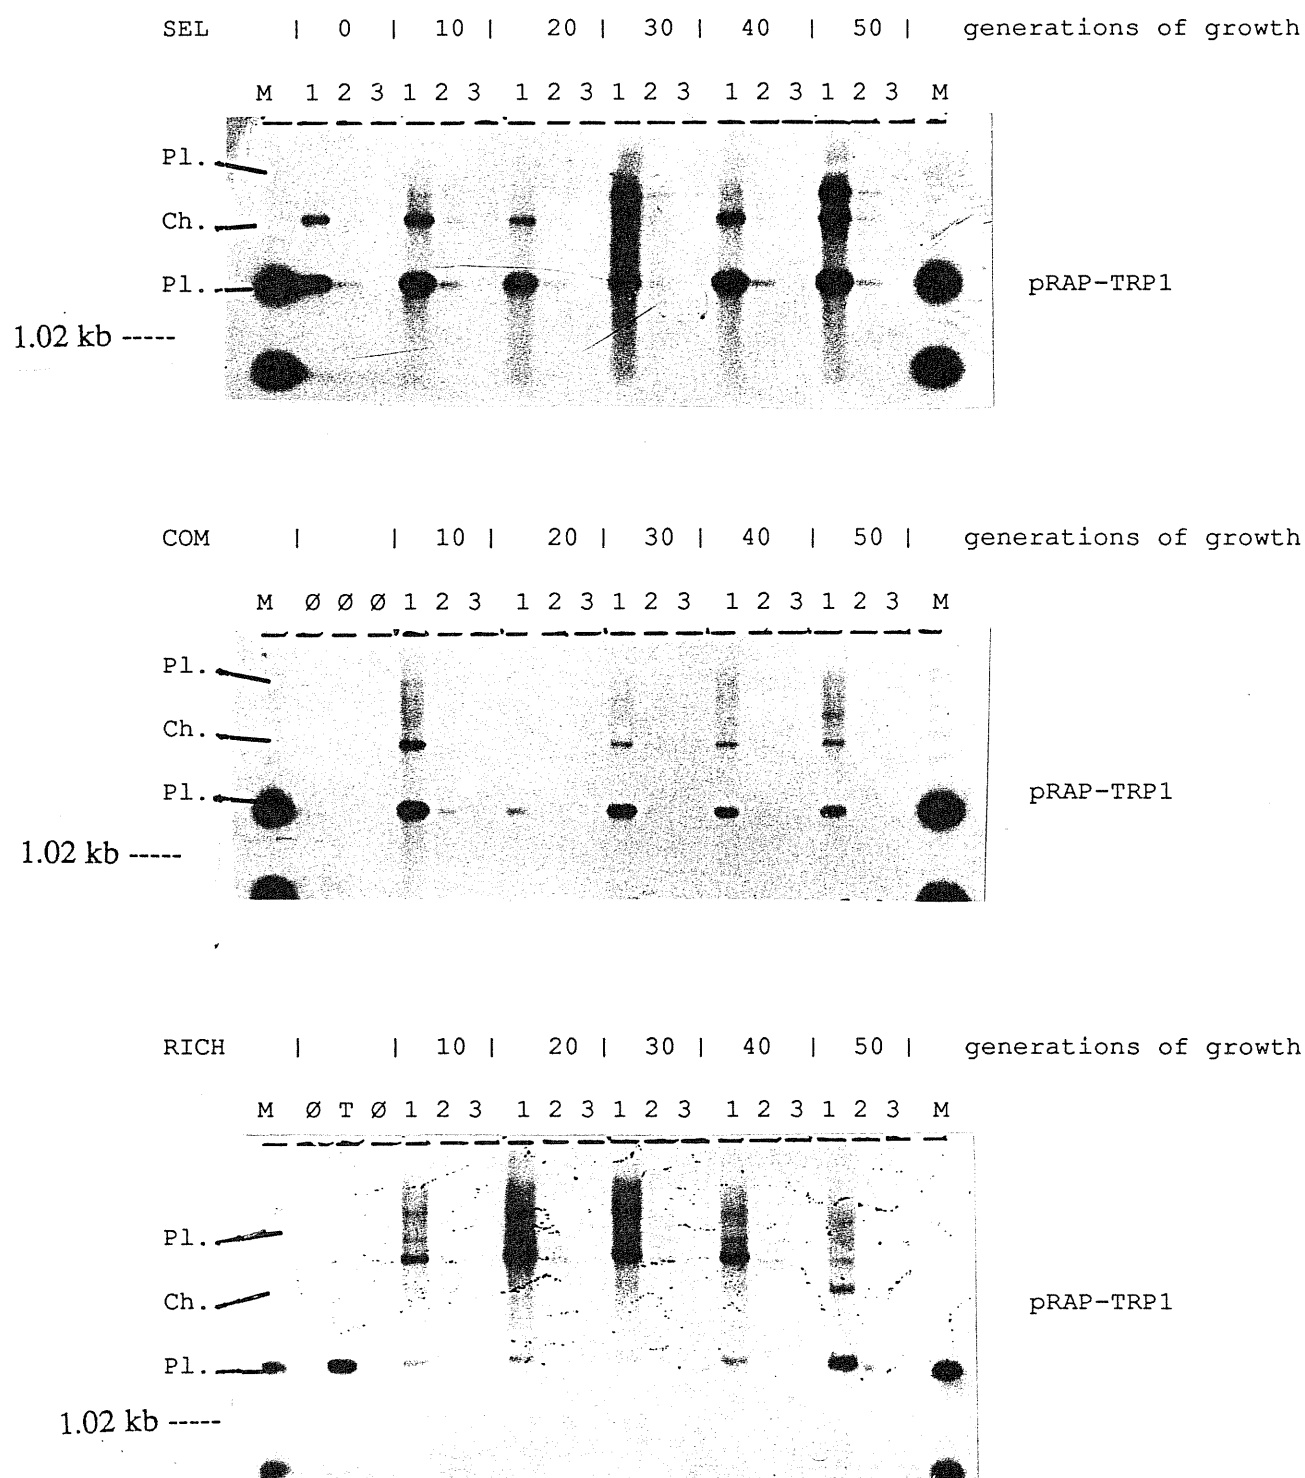 SEL | 0 | 10 | 20 | 30 | 40 | 50 | generations of growth
M 1 2 3 1 2 3 1 2 3 1 2 3 1 2 3 1 2 3 M
Pl.
Ch.
Pl. pRAP-TRP1
1.02 kb -----
COM | | 10 | 20 | 30 | 40 | 50 | generations of growth
M Ø Ø Ø 1 2 3 1 2 3 1 2 3 1 2 3 1 2 3 M
Pl.
Ch.
Pl. pRAP-TRP1
1.02 kb -----
RICH | | 10 | 20 | 30 | 40 | 50 | generations of growth
M Ø T Ø 1 2 3 1 2 3 1 2 3 1 2 3 1 2 3 M
Pl.
Ch. pRAP-TRP1
Pl.
1.02 kb -----